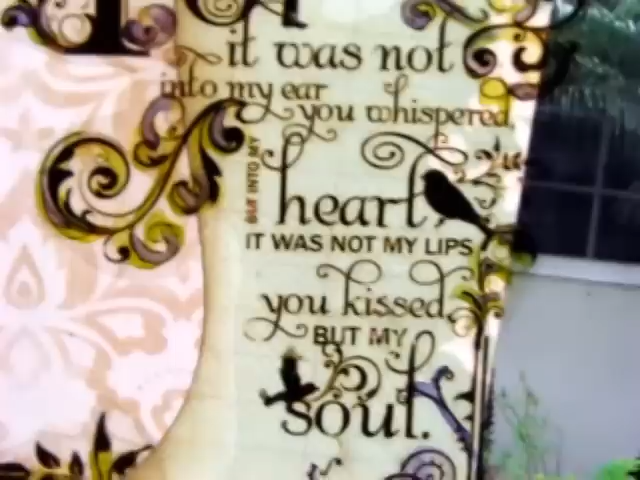 it was not
into my ear
you whispered,
BUT INTO MY
heart,
IT WAS NOT MY LIPS
you kissed,
BUT MY
soul.